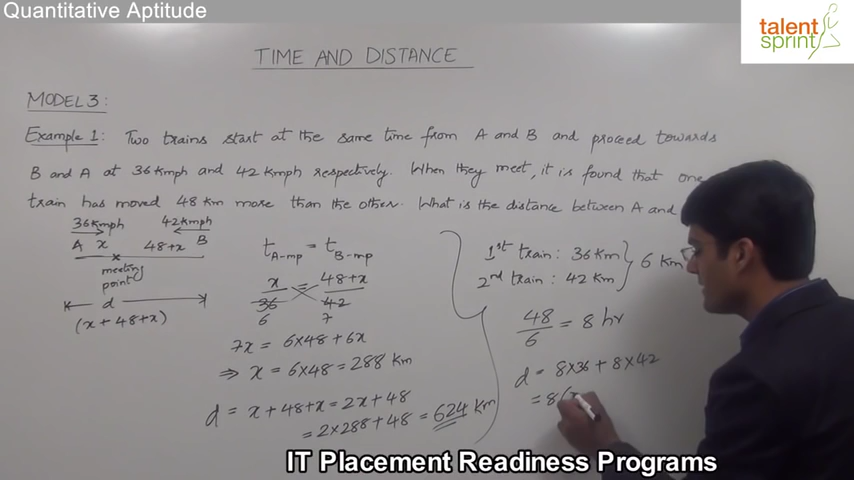 Quantitative Aptitude
talent
sprint
TIME AND DISTANCE
MODEL 3:
Example 1: Two trains start at the same time from A and B and proceed towards
B and A at 36 Kmph and 42 Kmph respectively. When they meet, it is found that one
train has moved 48 Km more than the other. What is the distance between A and
36 Kmph 42 Kmph
A x 48+x B
meeting
point
d
(x + 48+x)
t_A-mp = t_B-mp
x/36 = 48+x/42
6 7
7x = 6×48 + 6x
⇒ x = 6×48 = 288 Km
d = x + 48+x = 2x + 48
= 2×288 + 48 = 624 Km
1st train : 36 Km } 6 Km
2nd train : 42 Km
48/6 = 8 hr
d = 8×36 + 8×42
= 8(
IT Placement Readiness Programs